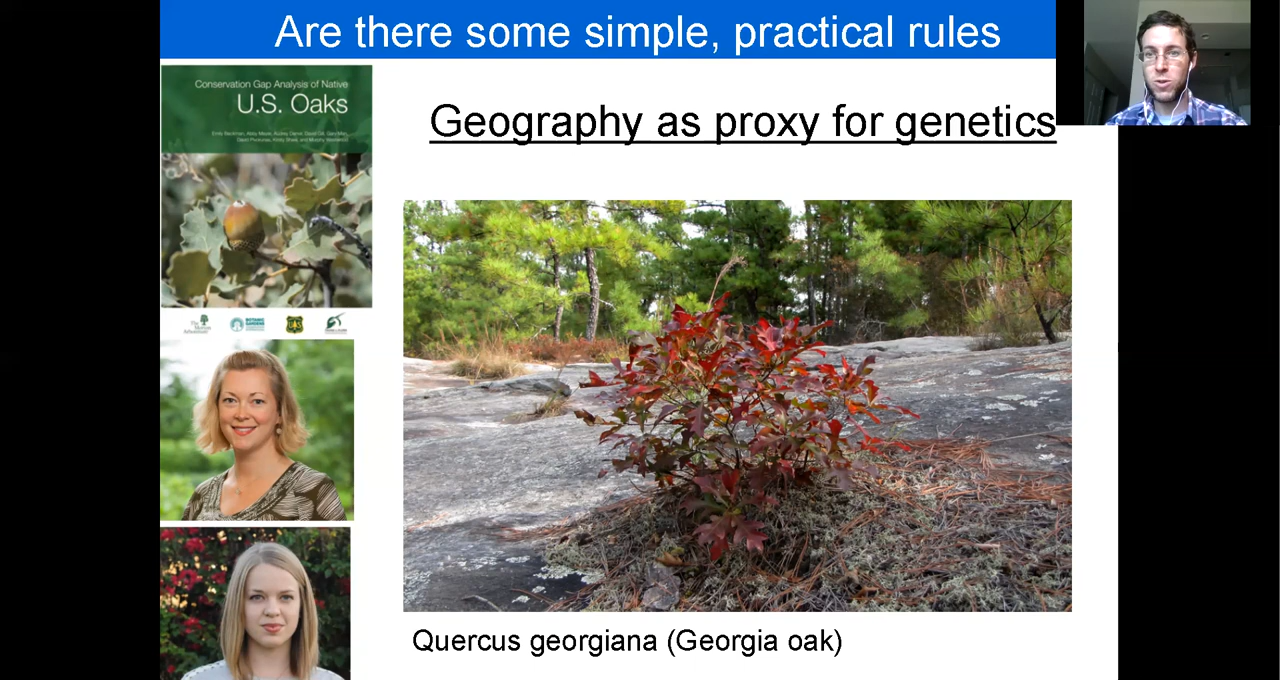 Are there some simple, practical rules
Conservation Gap Analysis of Native
U.S. Oaks
Geography as proxy for genetics
Quercus georgiana (Georgia oak)